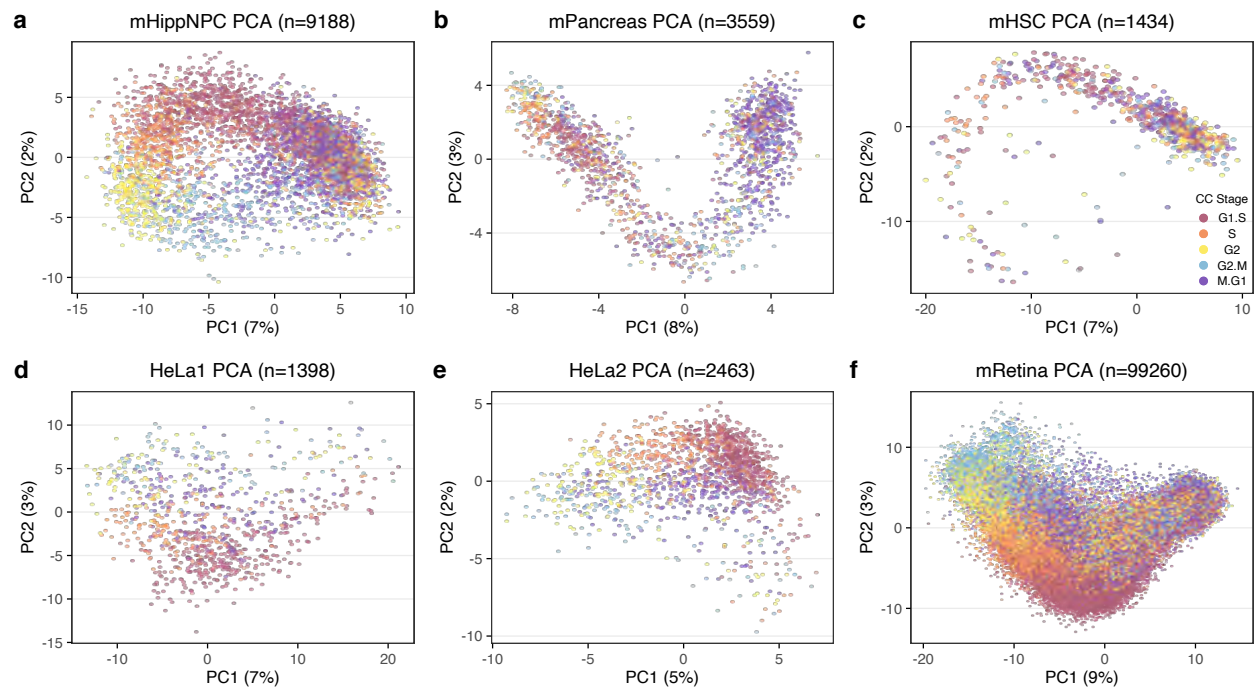 a
mHippNPC PCA (n=9188)
PC2 (2%)
5
0
-5
-10
-15
-10
-5
0
5
10
PC1 (7%)
b
mPancreas PCA (n=3559)
PC2 (3%)
4
0
-4
-8
-4
0
4
PC1 (8%)
c
mHSC PCA (n=1434)
PC2 (2%)
0
-10
-20
-10
0
10
PC1 (7%)
CC Stage
G1.S
S
G2
G2.M
M.G1
d
HeLa1 PCA (n=1398)
PC2 (3%)
10
5
0
-5
-10
-15
-10
0
10
20
PC1 (7%)
e
HeLa2 PCA (n=2463)
PC2 (2%)
5
0
-5
-10
-10
-5
0
5
PC1 (5%)
f
mRetina PCA (n=99260)
PC2 (3%)
10
0
-10
-20
-10
0
10
PC1 (9%)